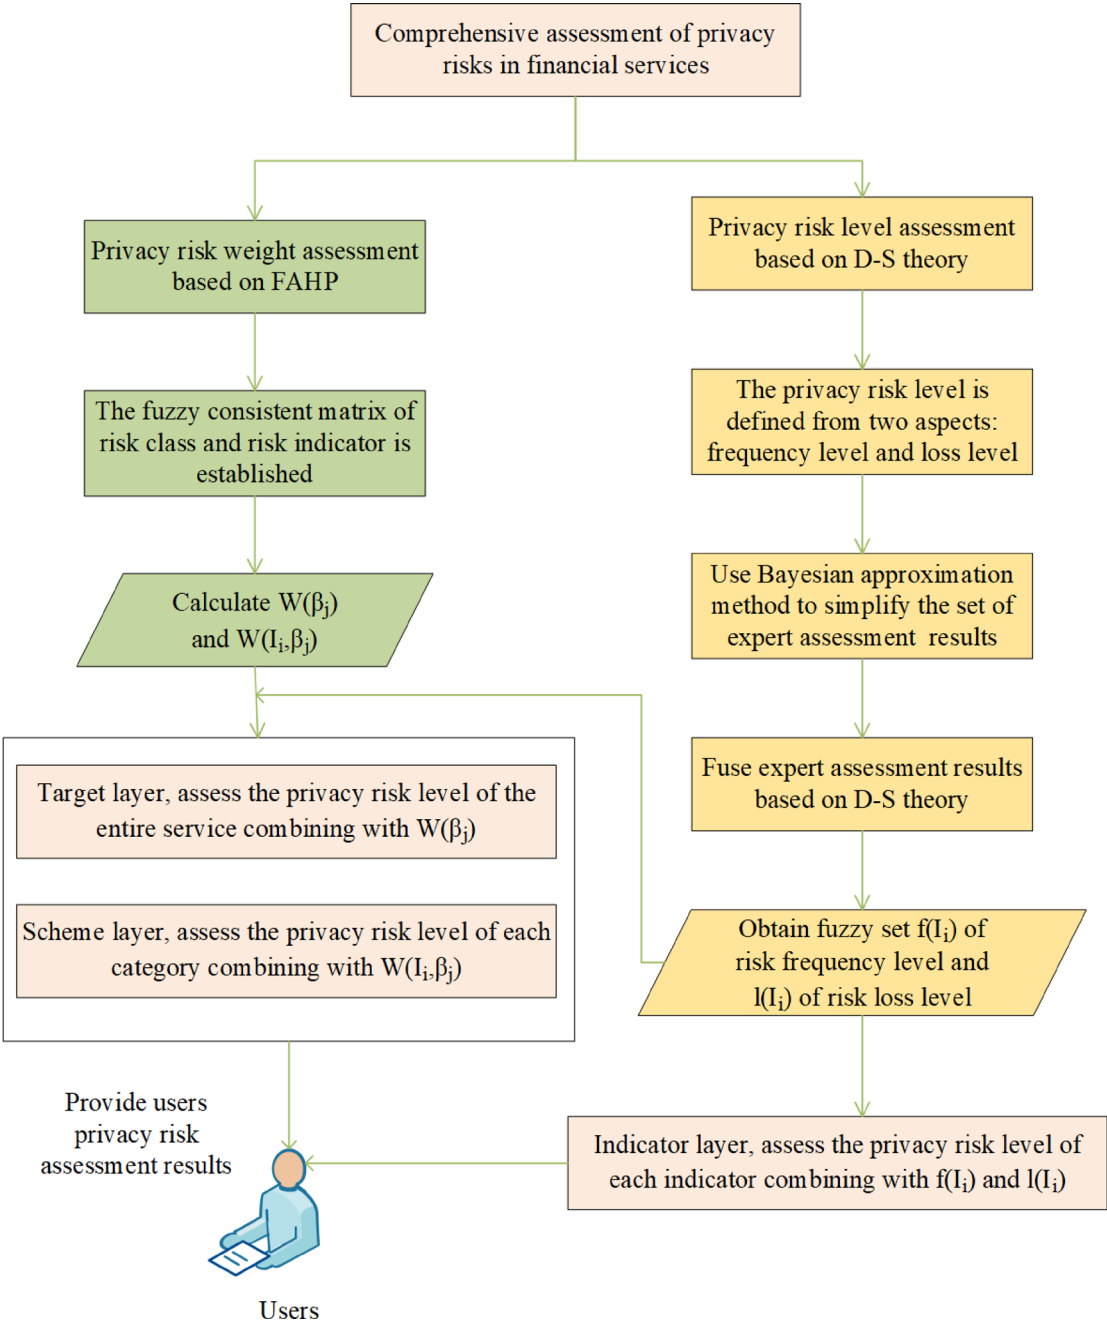 Comprehensive assessment of privacy
risks in financial services
Privacy risk weight assessment
based on FAHP
The fuzzy consistent matrix of
risk class and risk indicator is
established
Calculate W(βj)
and W(Ii,βj)
Target layer, assess the privacy risk level of the
entire service combining with W(βj)
Scheme layer, assess the privacy risk level of each
category combining with W(Ii,βj)
Privacy risk level assessment
based on D-S theory
The privacy risk level is
defined from two aspects:
frequency level and loss level
Use Bayesian approximation
method to simplify the set of
expert assessment results
Fuse expert assessment results
based on D-S theory
Obtain fuzzy set f(Ii) of
risk frequency level and
l(Ii) of risk loss level
Indicator layer, assess the privacy risk level of
each indicator combining with f(Ii) and l(Ii)
Provide users
privacy risk
assessment results
Users